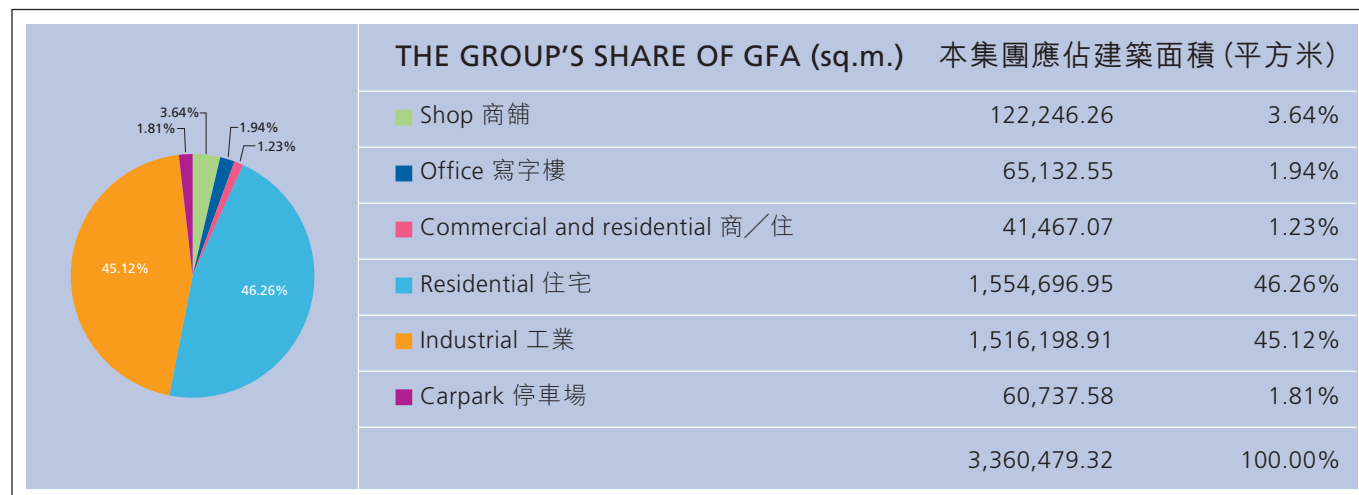 THE GROUP'S SHARE OF GFA (sq.m.) 本集團應佔建築面積(平方米)
3.64%
1.81%
1.94%
1.23%
45.12%
46.26%
Shop 商舖 122,246.26 3.64%
Office 寫字樓 65,132.55 1.94%
Commercial and residential 商／住 41,467.07 1.23%
Residential 住宅 1,554,696.95 46.26%
Industrial 工業 1,516,198.91 45.12%
Carpark 停車場 60,737.58 1.81%
3,360,479.32 100.00%